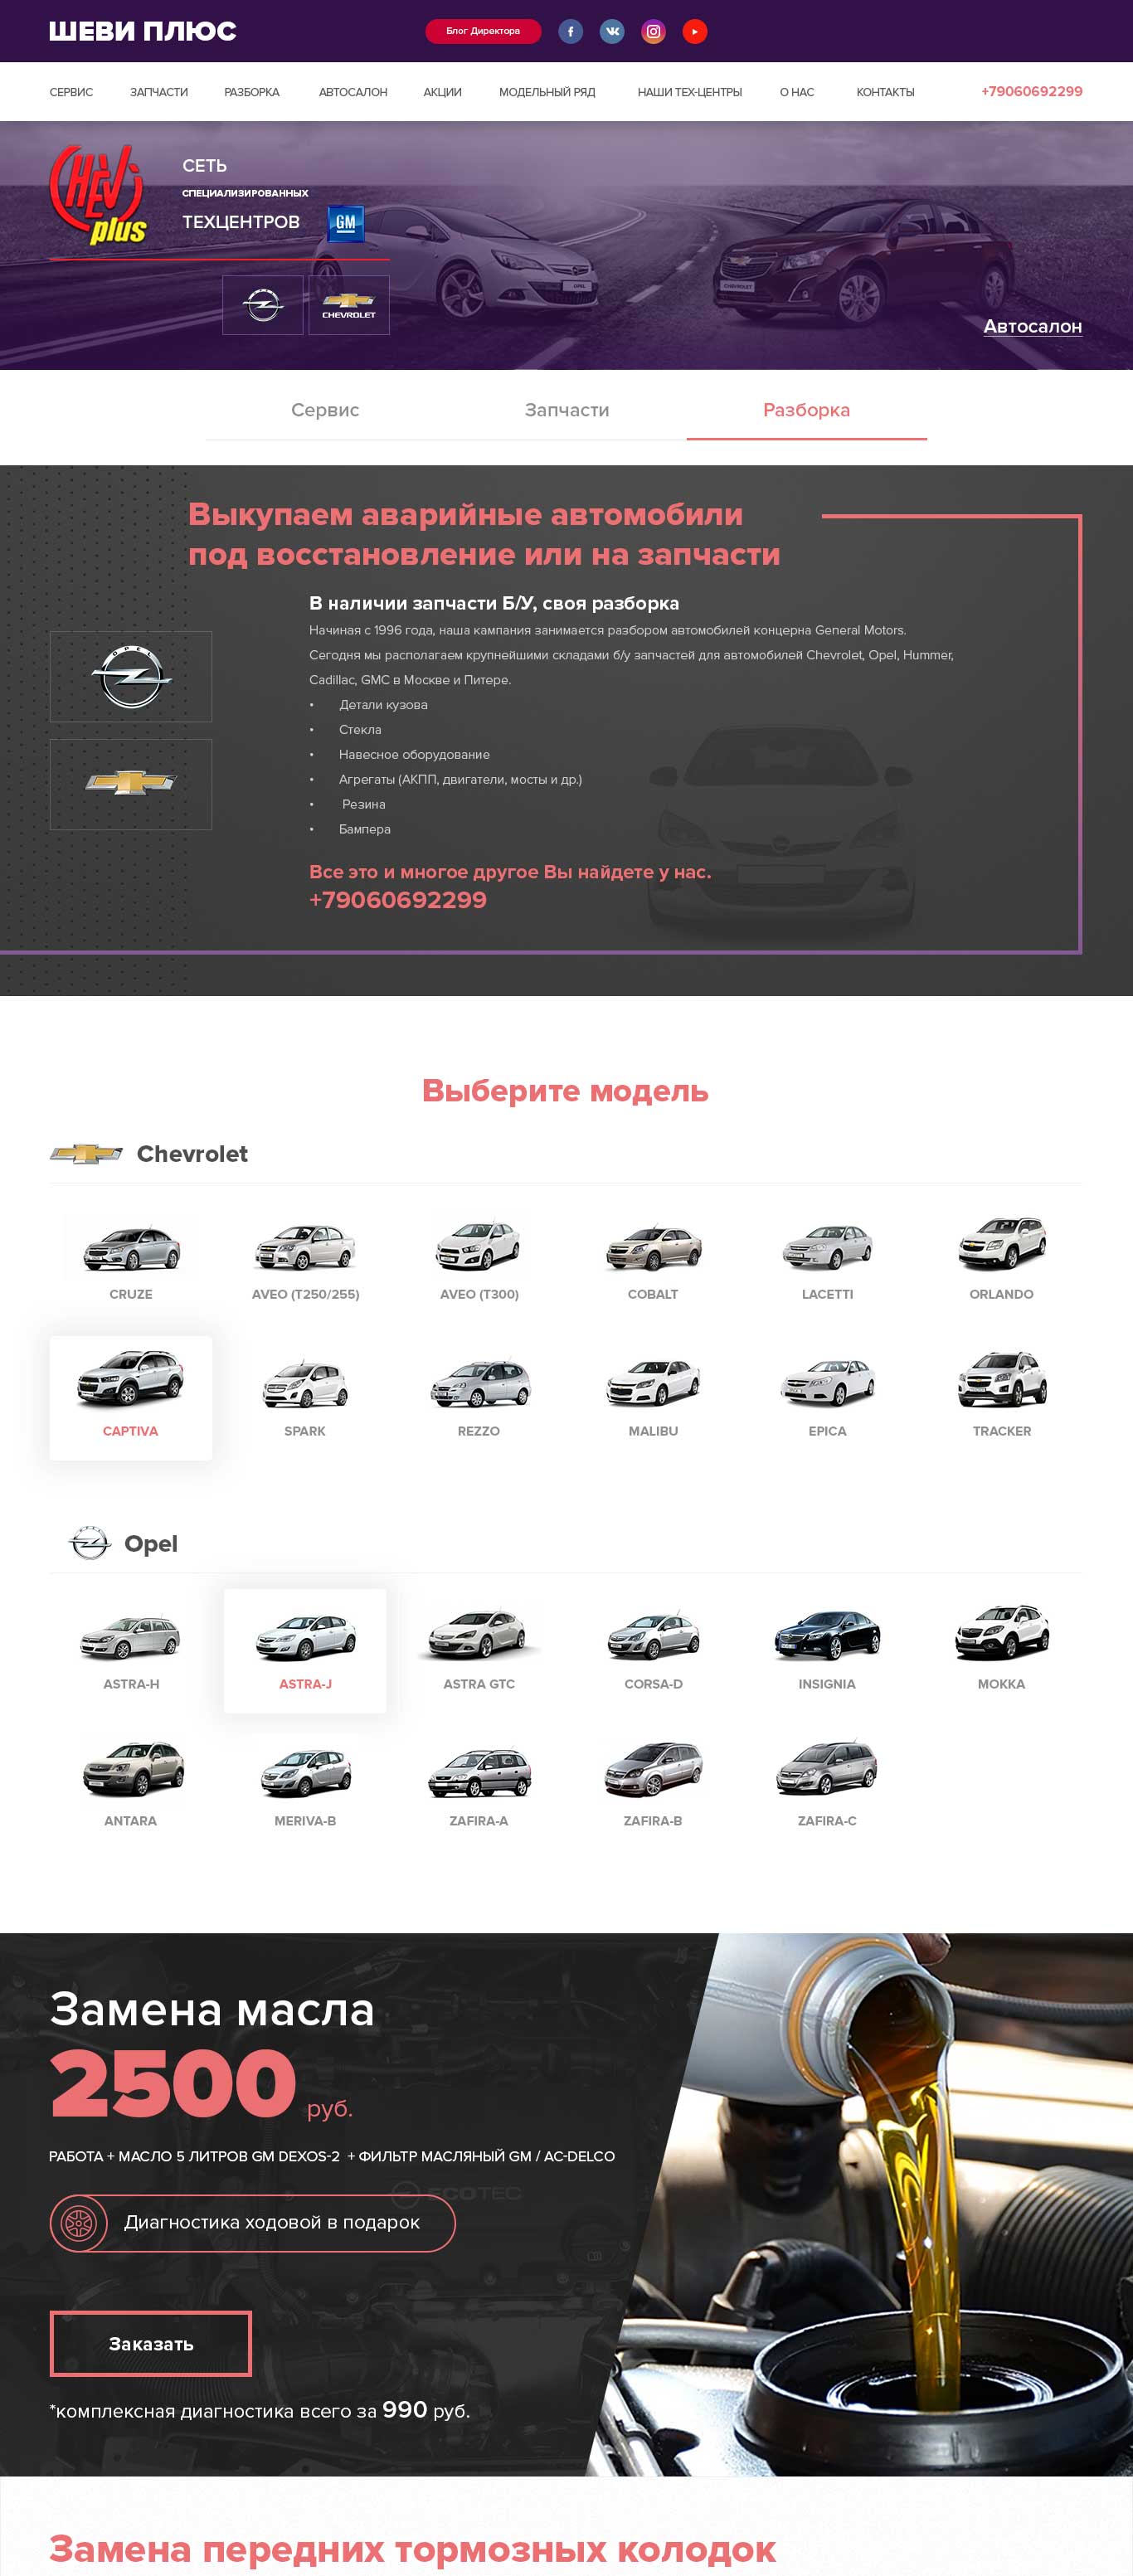 ШЕВИ ПЛЮС
Блог Директора
СЕРВИС ЗАПЧАСТИ РАЗБОРКА АВТОСАЛОН АКЦИИ МОДЕЛЬНЫЙ РЯД НАШИ ТЕХ-ЦЕНТРЫ О НАС КОНТАКТЫ +79060692299
CHEVI
plus
СЕТЬ
СПЕЦИАЛИЗИРОВАННЫХ
ТЕХЦЕНТРОВ
GM
CHEVROLET
OPEL
CHEVROLET
Автосалон
Сервис Запчасти Разборка
Выкупаем аварийные автомобили
под восстановление или на запчасти
В наличии запчасти Б/У, своя разборка
Начиная с 1996 года, наша кампания занимается разбором автомобилей концерна General Motors.
Сегодня мы располагаем крупнейшими складами б/у запчастей для автомобилей Chevrolet, Opel, Hummer,
Cadillac, GMC в Москве и Питере.
• Детали кузова
• Стекла
• Навесное оборудование
• Агрегаты (АКПП, двигатели, мосты и др.)
• Резина
• Бампера
OPEL
Все это и многое другое Вы найдете у нас.
+79060692299
Выберите модель
Chevrolet
CRUZE AVEO (T250/255) AVEO (T300) COBALT LACETTI ORLANDO
CAPTIVA SPARK REZZO MALIBU EPICA TRACKER
Opel
ASTRA-H ASTRA-J ASTRA GTC CORSA-D INSIGNIA MOKKA
ANTARA MERIVA-B ZAFIRA-A ZAFIRA-B ZAFIRA-C
Замена масла
2500 руб.
РАБОТА + МАСЛО 5 ЛИТРОВ GM DEXOS-2 + ФИЛЬТР МАСЛЯНЫЙ GM / AC-DELCO
ECOTEC
Диагностика ходовой в подарок
Заказать
*комплексная диагностика всего за 990 руб.
Замена передних тормозных колодок